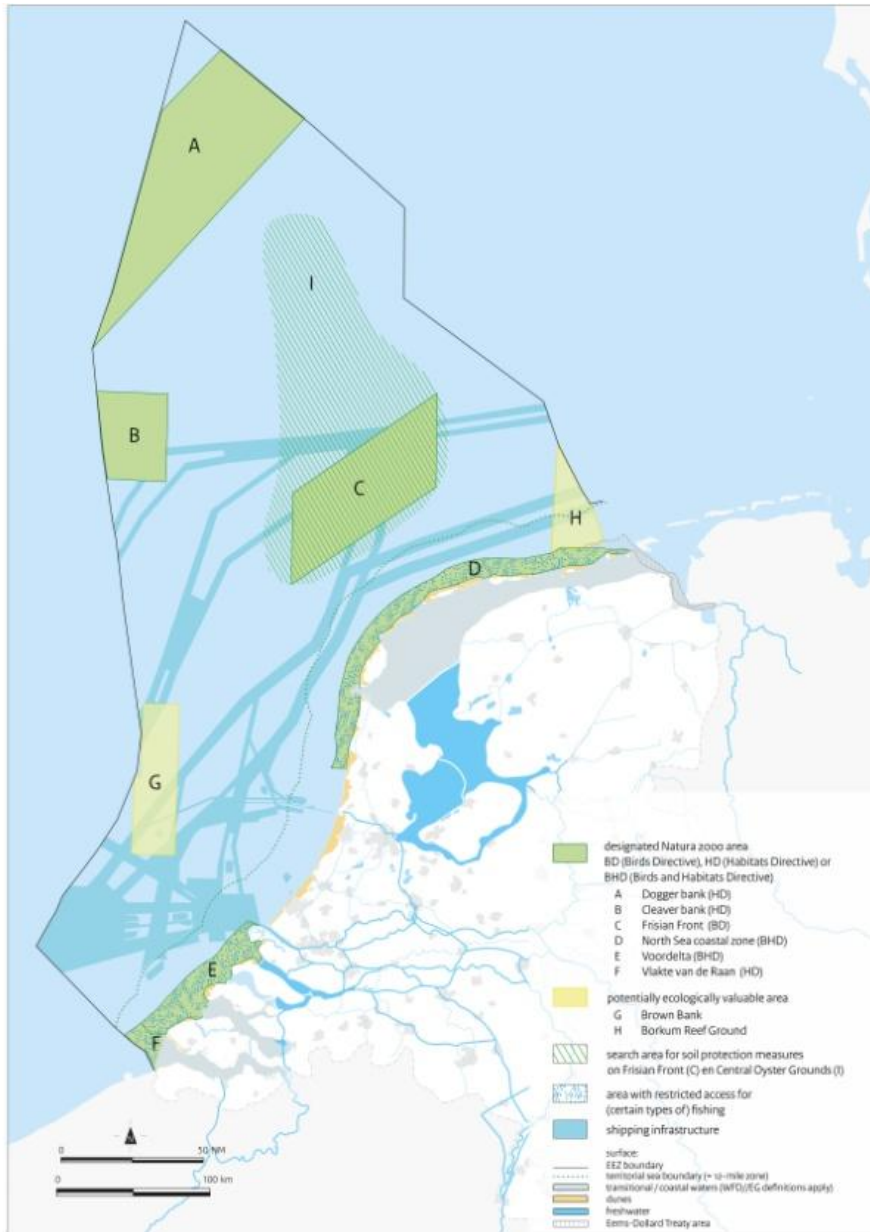 A
I
B
C
H
D
G
E
F
designated Natura 2000 area
BD (Birds Directive), HD (Habitats Directive) or
BHD (Birds and Habitats Directive)
A Dogger bank (HD)
B Cleaver bank (HD)
C Frisian Front (BD)
D North Sea coastal zone (BHD)
E Voordelta (BHD)
F Vlakte van de Raan (HD)
potentially ecologically valuable area
G Brown Bank
H Borkum Reef Ground
search area for soil protection measures
on Frisian Front (C) en Central Oyster Grounds (I)
area with restricted access for
(certain types of) fishing
shipping infrastructure
surface:
EEZ boundary
territorial sea boundary (= 12-mile zone)
transitional / coastal waters (WFD//EG definitions apply)
dunes
freshwater
Eems-Dollard Treaty area
0 50 NM
0 100 km